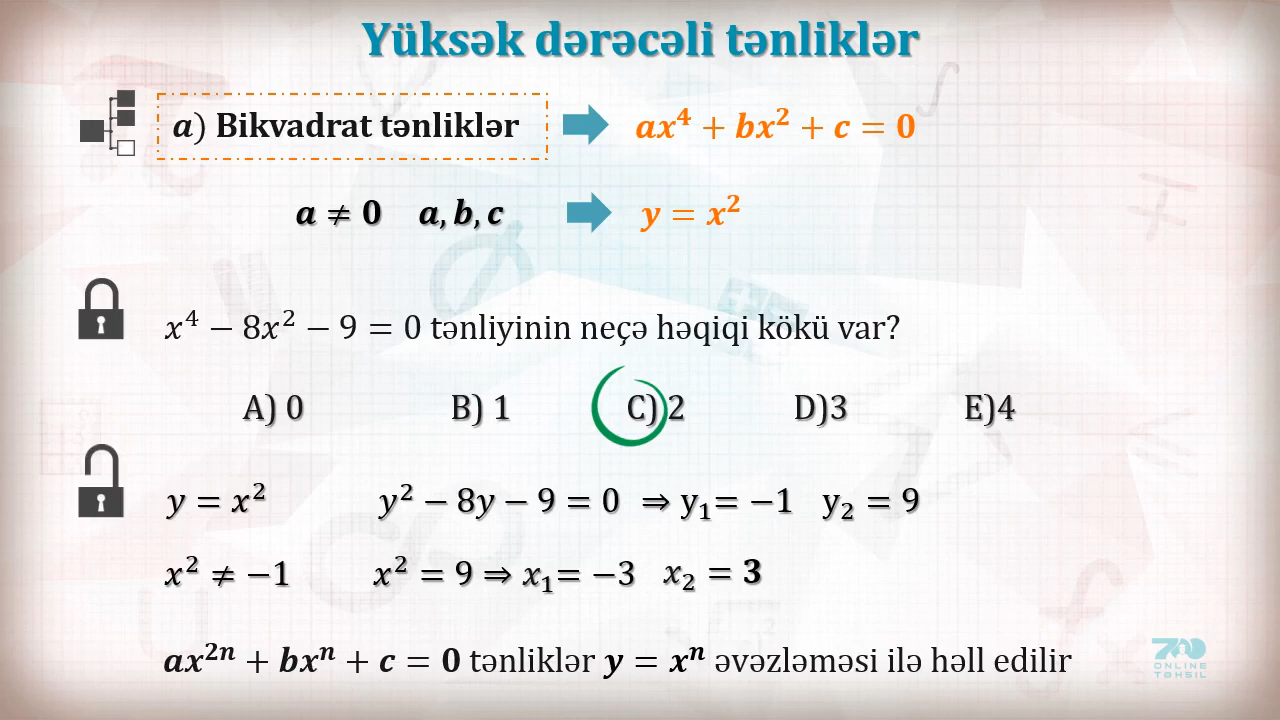 Yüksək dərəcəli tənliklər
a) Bikvadrat tənliklər ax⁴ + bx² + c = 0
a ≠ 0 a, b, c y = x²
x⁴ − 8x² − 9 = 0 tənliyinin neçə həqiqi kökü var?
A) 0 B) 1 C) 2 D)3 E)4
y = x² y² − 8y − 9 = 0 ⇒ y₁= −1 y₂ = 9
x² ≠ −1 x² = 9 ⇒ x₁= −3 x₂ = 3
ax²ⁿ + bxⁿ + c = 0 tənliklər y = xⁿ əvəzləməsi ilə həll edilir
700
ONLINE
TƏHSIL